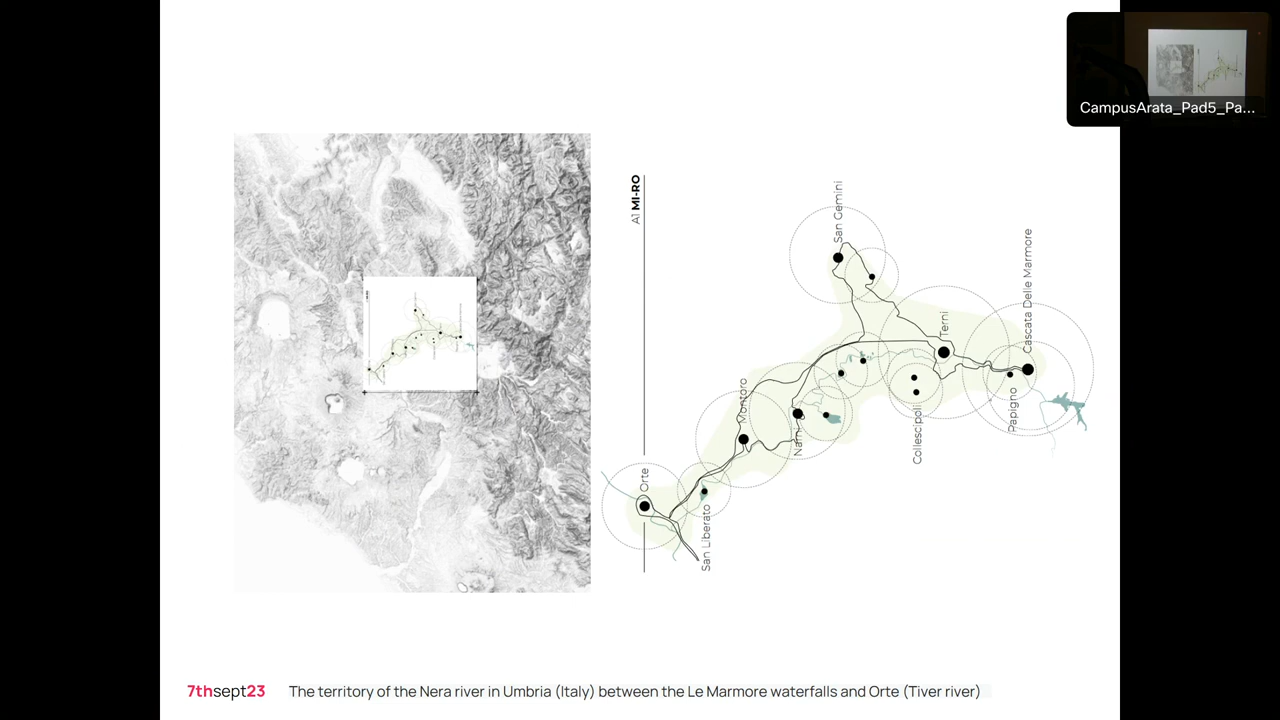 CampusArata_Pad5_Pa...
A1 MI-RO
San Gemini
Cascata Delle Marmore
Terni
Montoro
Narni
Collescipoli
Papigno
Orte
San Liberato
7thsept23 The territory of the Nera river in Umbria (Italy) between the Le Marmore waterfalls and Orte (Tiver river)